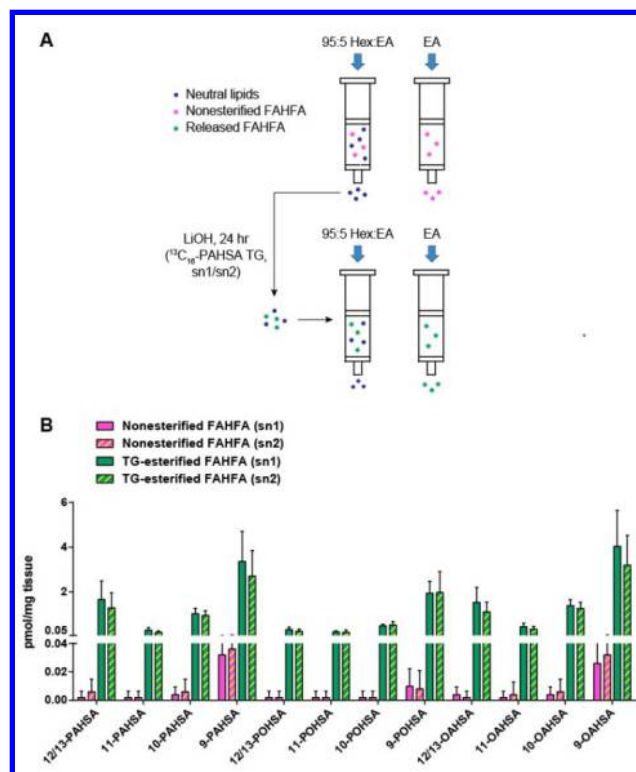 A
95:5 Hex:EA
EA
Neutral lipids
Nonesterified FAHFA
Released FAHFA
LiOH, 24 hr
(¹³C₁₆-PAHSA TG,
sn1/sn2)
95:5 Hex:EA
EA
B
Nonesterified FAHFA (sn1)
Nonesterified FAHFA (sn2)
TG-esterified FAHFA (sn1)
TG-esterified FAHFA (sn2)
pmol/mg tissue
6
4
2
0.05
0.04
0.02
0.00
12/13-PAHSA
11-PAHSA
10-PAHSA
9-PAHSA
12/13-POHSA
11-POHSA
10-POHSA
9-POHSA
12/13-OAHSA
11-OAHSA
10-OAHSA
9-OAHSA